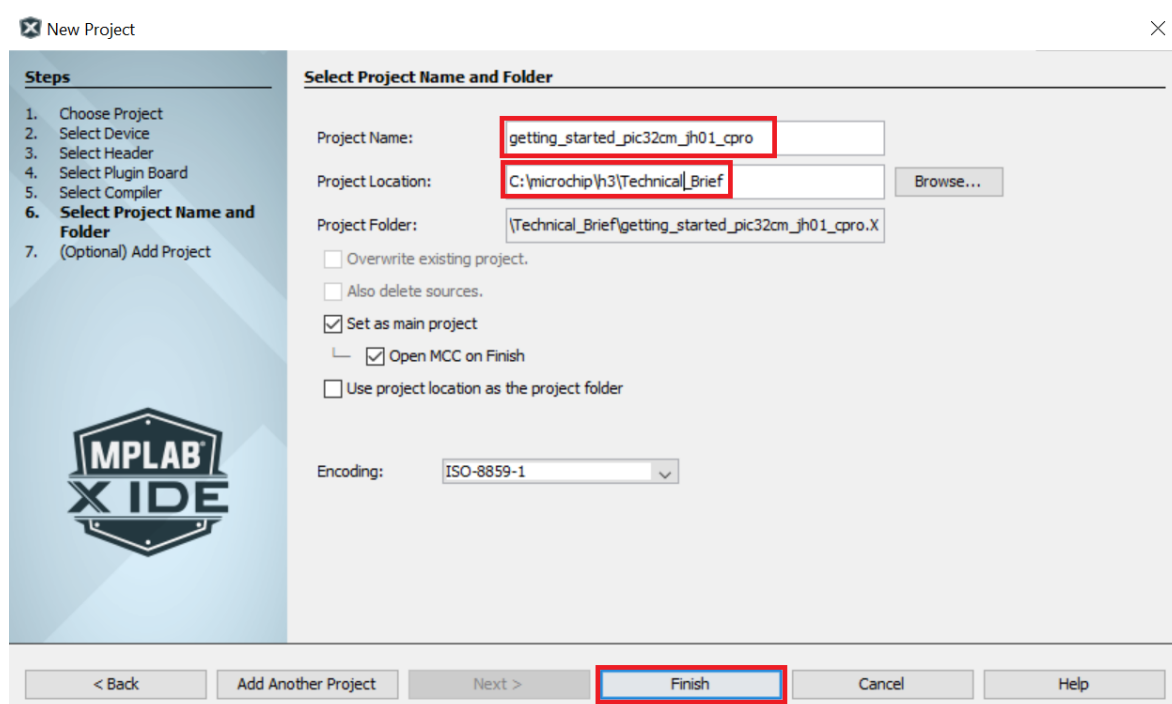 New Project
Steps
1. Choose Project
2. Select Device
3. Select Header
4. Select Plugin Board
5. Select Compiler
6. Select Project Name and
Folder
7. (Optional) Add Project
MPLAB®
X IDE
Select Project Name and Folder
Project Name: getting_started_pic32cm_jh01_cpro
Project Location: C:\microchip\h3\Technical_Brief Browse...
Project Folder: \Technical_Brief\getting_started_pic32cm_jh01_cpro.X
Overwrite existing project.
Also delete sources.
Set as main project
Open MCC on Finish
Use project location as the project folder
Encoding: ISO-8859-1
< Back Add Another Project Next > Finish Cancel Help